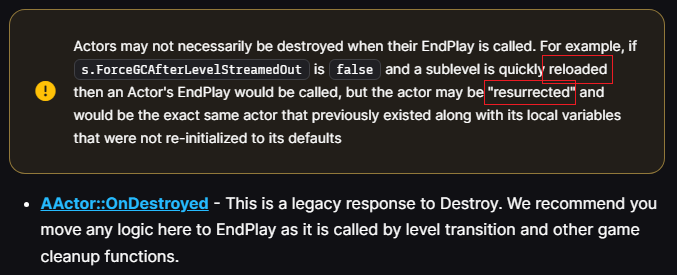 Actors may not necessarily be destroyed when their EndPlay is called. For example, if
s.ForceGCAfterLevelStreamedOut is false and a sublevel is quickly reloaded
then an Actor's EndPlay would be called, but the actor may be "resurrected" and
would be the exact same actor that previously existed along with its local variables
that were not re-initialized to its defaults
• AActor::OnDestroyed - This is a legacy response to Destroy. We recommend you
move any logic here to EndPlay as it is called by level transition and other game
cleanup functions.